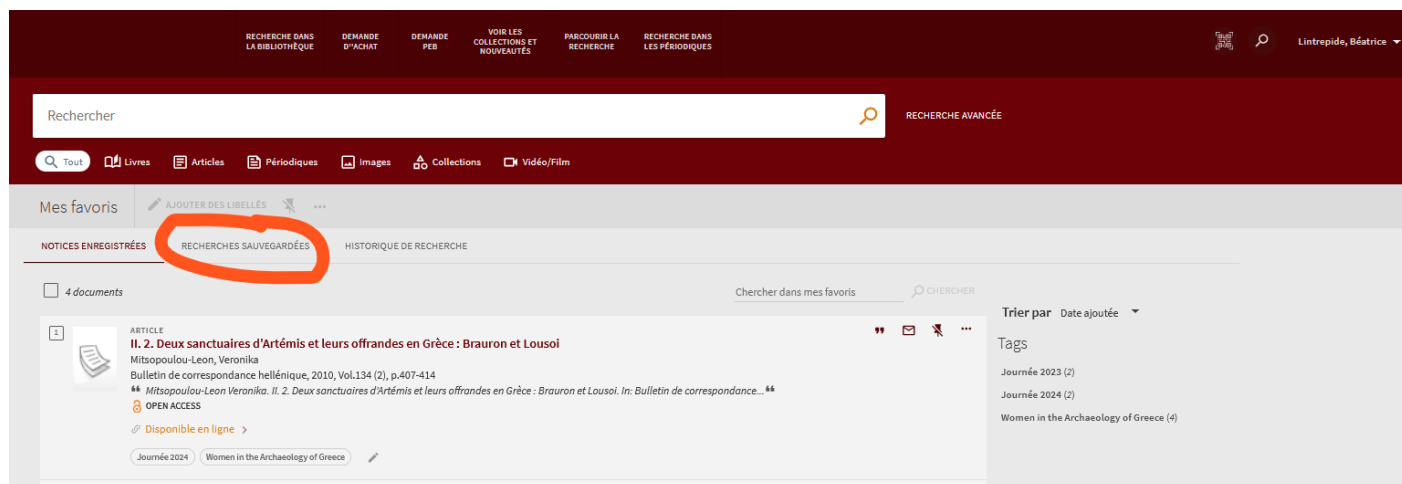 RECHERCHE DANS
LA BIBLIOTHÈQUE
DEMANDE
D"ACHAT
DEMANDE
PEB
VOIR LES
COLLECTIONS ET
NOUVEAUTÉS
PARCOURIR LA
RECHERCHE
RECHERCHE DANS
LES PÉRIODIQUES
Lintrepide, Béatrice
Rechercher
RECHERCHE AVANCÉE
Tout Livres Articles Périodiques Images Collections Vidéo/Film
Mes favoris AJOUTER DES LIBELLÉS ...
NOTICES ENREGISTRÉES RECHERCHES SAUVEGARDÉES HISTORIQUE DE RECHERCHE
4 documents Chercher dans mes favoris CHERCHER
1
ARTICLE
II. 2. Deux sanctuaires d'Artémis et leurs offrandes en Grèce : Brauron et Lousoi
Mitsopoulou-Leon, Veronika
Bulletin de correspondance hellénique, 2010, Vol.134 (2), p.407-414
❝ Mitsopoulou-Leon Veronika. II. 2. Deux sanctuaires d'Artémis et leurs offrandes en Grèce : Brauron et Lousoi. In: Bulletin de correspondance...❝
OPEN ACCESS
Disponible en ligne >
Journée 2024 Women in the Archaeology of Greece
Trier par Date ajoutée
Tags
Journée 2023 (2)
Journée 2024 (2)
Women in the Archaeology of Greece (4)